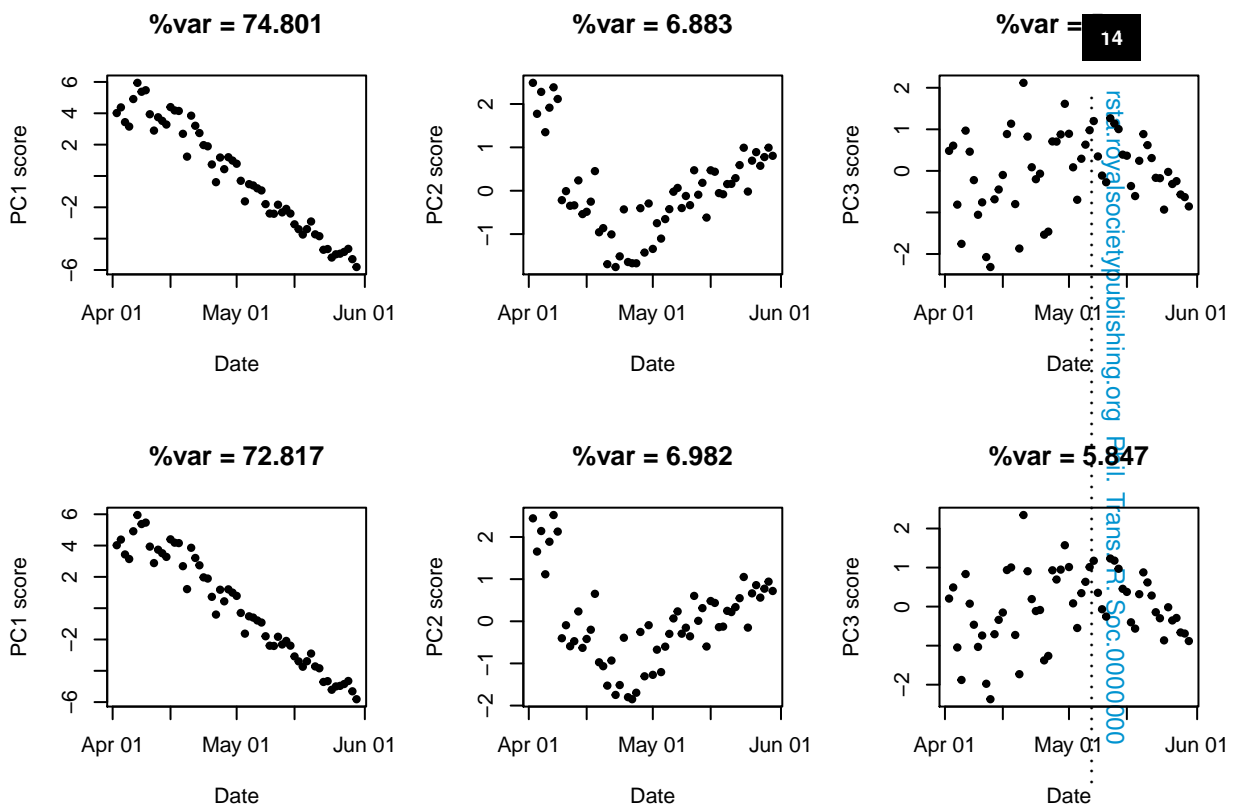 %var = 74.801
%var = 6.883
%var =
14
PC1 score
6
4
2
−2
−6
Apr 01
May 01
Jun 01
Date
PC2 score
2
1
0
−1
Apr 01
May 01
Jun 01
Date
PC3 score
2
1
0
−2
Apr 01
May 01
Jun 01
Date
rsta.royalsocietypublishing.org Phil. Trans. R. Soc. 0000000
%var = 72.817
%var = 6.982
%var = 5.847
PC1 score
6
4
2
−2
−6
Apr 01
May 01
Jun 01
Date
PC2 score
2
1
0
−1
−2
Apr 01
May 01
Jun 01
Date
PC3 score
2
1
0
−2
Apr 01
May 01
Jun 01
Date